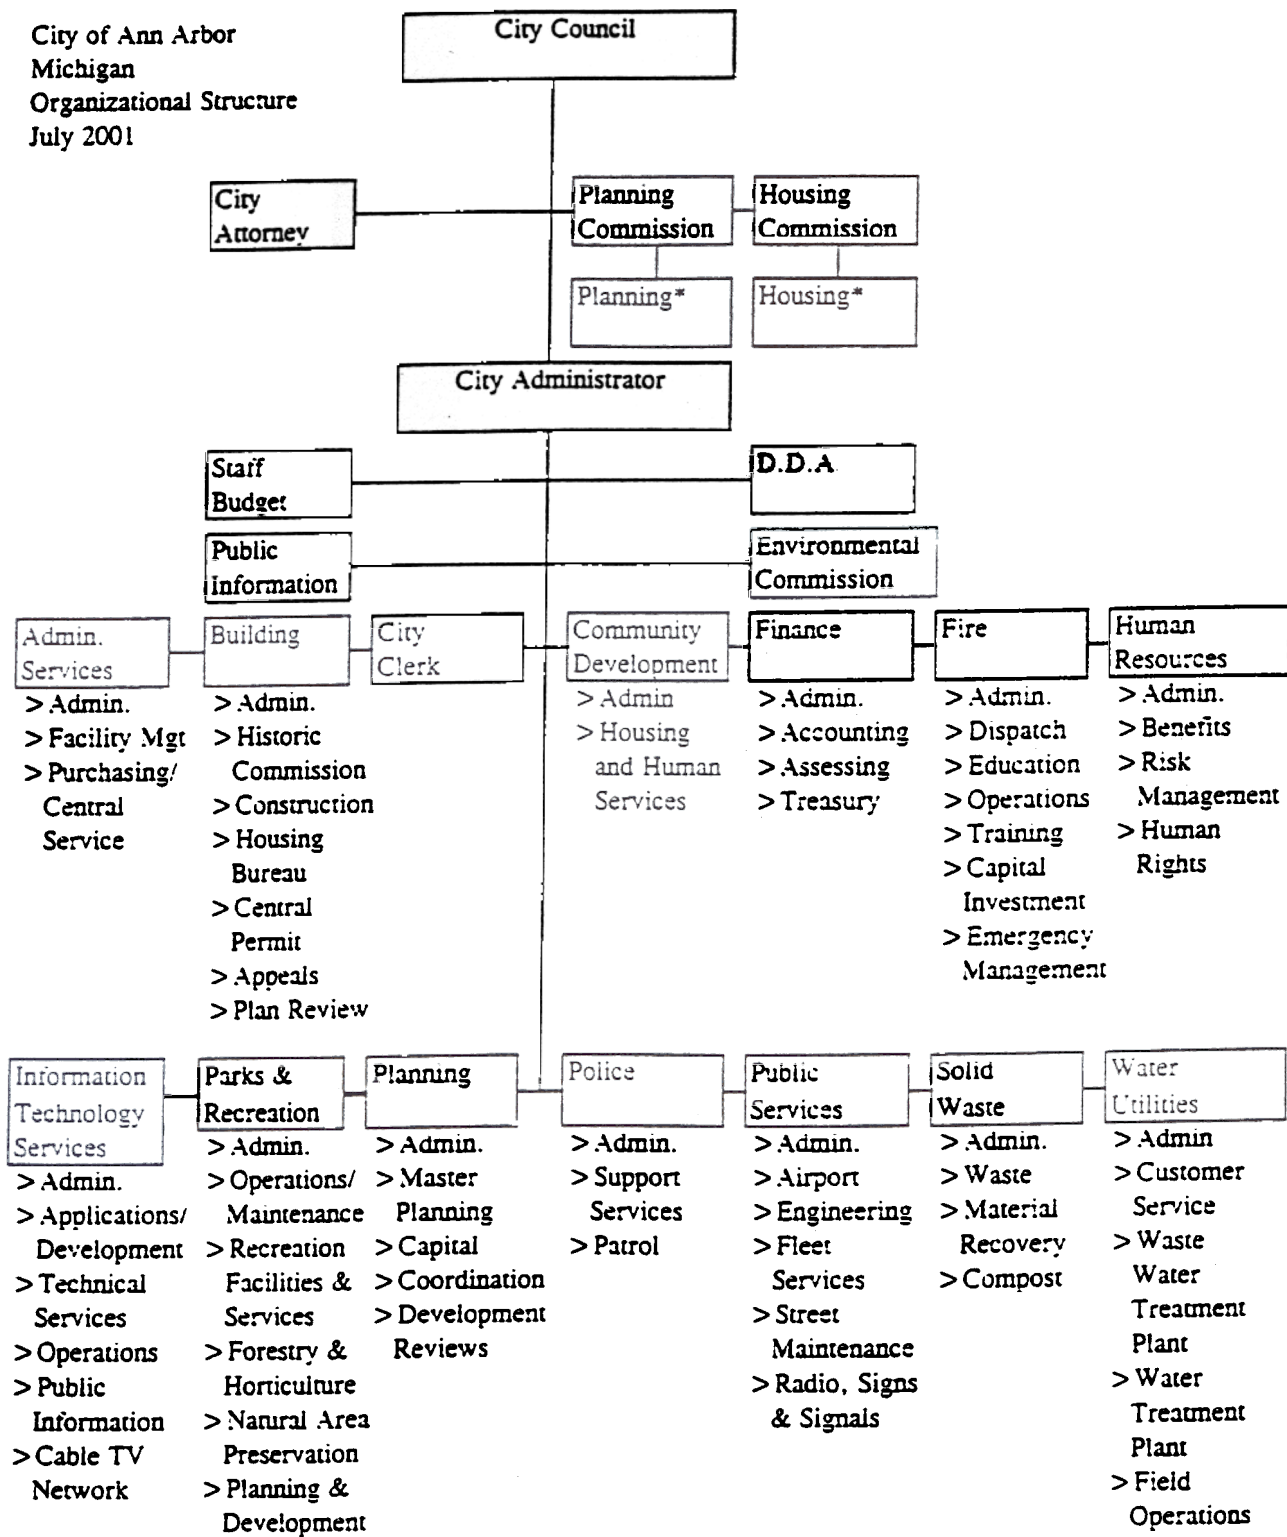 City of Ann Arbor
Michigan
Organizational Structure
July 2001
City Council
City
Attorney
Planning
Commission
Housing
Commission
Planning*
Housing*
City Administrator
Staff
Budget
D.D.A
Public
Information
Environmental
Commission
Admin.
Services
> Admin.
> Facility Mgt
> Purchasing/
Central
Service
Building
> Admin.
> Historic
Commission
> Construction
> Housing
Bureau
> Central
Permit
> Appeals
> Plan Review
City
Clerk
Community
Development
> Admin
> Housing
and Human
Services
Finance
> Admin.
> Accounting
> Assessing
> Treasury
Fire
> Admin.
> Dispatch
> Education
> Operations
> Training
> Capital
Investment
> Emergency
Management
Human
Resources
> Admin.
> Benefits
> Risk
Management
> Human
Rights
Information
Technology
Services
> Admin.
> Applications/
Development
> Technical
Services
> Operations
> Public
Information
> Cable TV
Network
Parks &
Recreation
> Admin.
> Operations/
Maintenance
> Recreation
Facilities &
Services
> Forestry &
Horticulture
> Natural Area
Preservation
> Planning &
Development
Planning
> Admin.
> Master
Planning
> Capital
> Coordination
> Development
Reviews
Police
> Admin.
> Support
Services
> Patrol
Public
Services
> Admin.
> Airport
> Engineering
> Fleet
Services
> Street
Maintenance
> Radio, Signs
& Signals
Solid
Waste
> Admin.
> Waste
> Material
Recovery
> Compost
Water
Utilities
> Admin
> Customer
Service
> Waste
Water
Treatment
Plant
> Water
Treatment
Plant
> Field
Operations